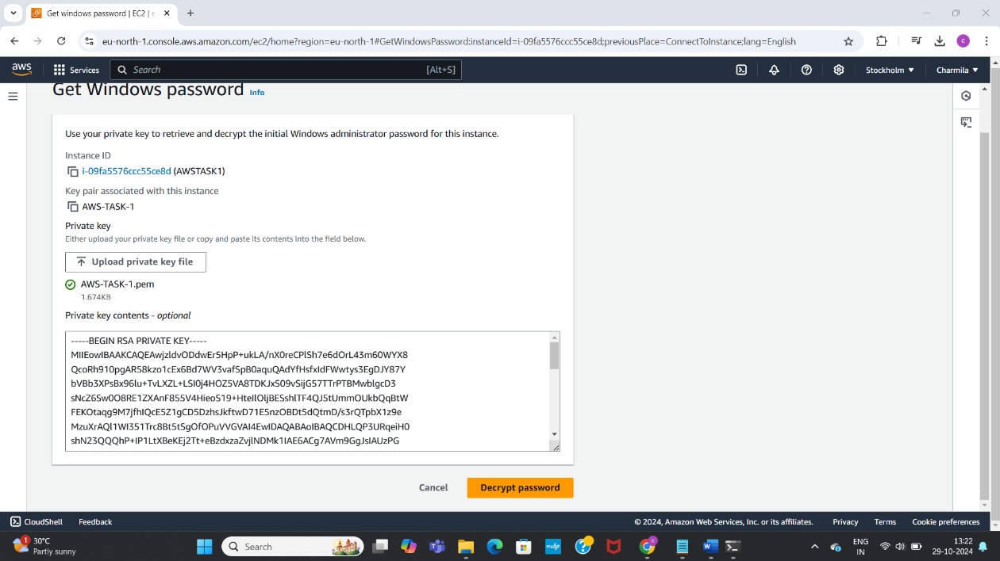 Get windows password | EC2 | e
eu-north-1.console.aws.amazon.com/ec2/home?region=eu-north-1#GetWindowsPassword:instanceId=i-09fa5576ccc55ce8d;previousPlace=ConnectToInstance;lang=English
c
aws
Services
Search
[Alt+S]
Stockholm
Charmila
Get Windows password
Info
Use your private key to retrieve and decrypt the initial Windows administrator password for this instance.
Instance ID
i-09fa5576ccc55ce8d (AWSTASK1)
Key pair associated with this instance
AWS-TASK-1
Private key
Either upload your private key file or copy and paste its contents into the field below.
Upload private key file
AWS-TASK-1.pem
1.674KB
Private key contents - optional
-----BEGIN RSA PRIVATE KEY-----
MIIEowIBAAKCAQEAwjzldvODdwEr5HpP+ukLA/nX0reCPlSh7e6dOrL43m60WYX8
QcoRh910pgAR58kzo1cEx6Bd7WV3vafSpB0aquQAdYfHsfxIdFWwtys3EgDJY87Y
bVBb3XPsBx96lu+TvLXZL+LSI0j4HOZ5VA8TDKJxS09vSijG57TTrPTBMwblgcD3
sNcZ6Sw0O8RE1ZXAnF855V4HieoS19+HteIlOljBESshlTF4QJ5tUmmOUkbQqBtW
FEKOtaqg9M7jfhIQcE5Z1gCD5DzhsJkftwD71E5nzOBDt5dQtmD/s3rQTpbX1z9e
MzuXrAQl1WI351Trc8Bt5tSgOfOPuVVGVAI4EwIDAQABAoIBAQCDHLQP3URqeiH0
shN23QQQhP+IP1LtXBeKEj2Tt+eBzdxzaZvjlNDMk1IAE6ACg7AVm9GgJsIAUzPG
Cancel
Decrypt password
CloudShell
Feedback
© 2024, Amazon Web Services, Inc. or its affiliates.
Privacy
Terms
Cookie preferences
1
30°C
Partly sunny
Search
ENG
IN
13:22
29-10-2024